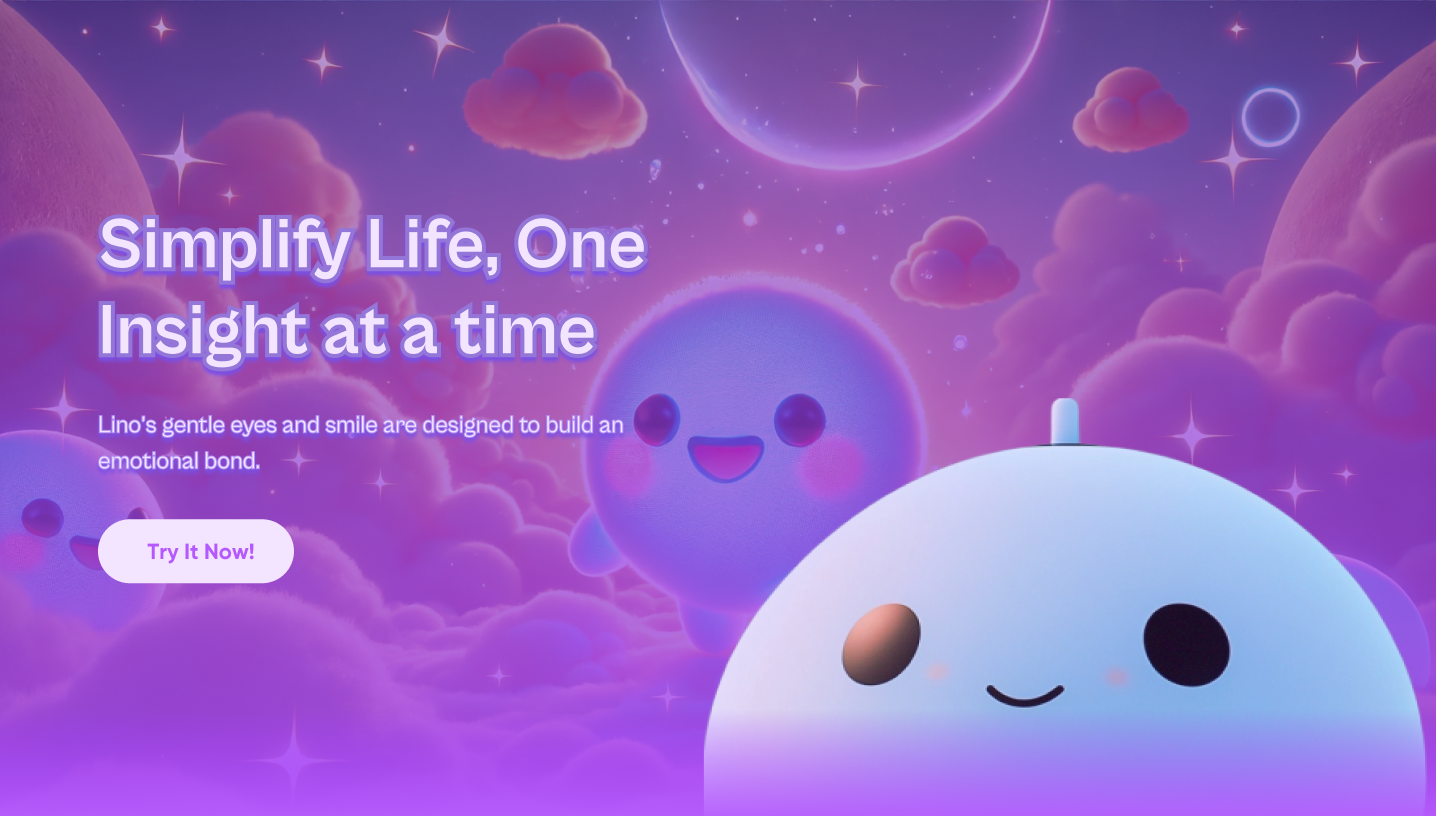 Simplify Life, One
Insight at a time
Lino's gentle eyes and smile are designed to build an
emotional bond.
Try It Now!